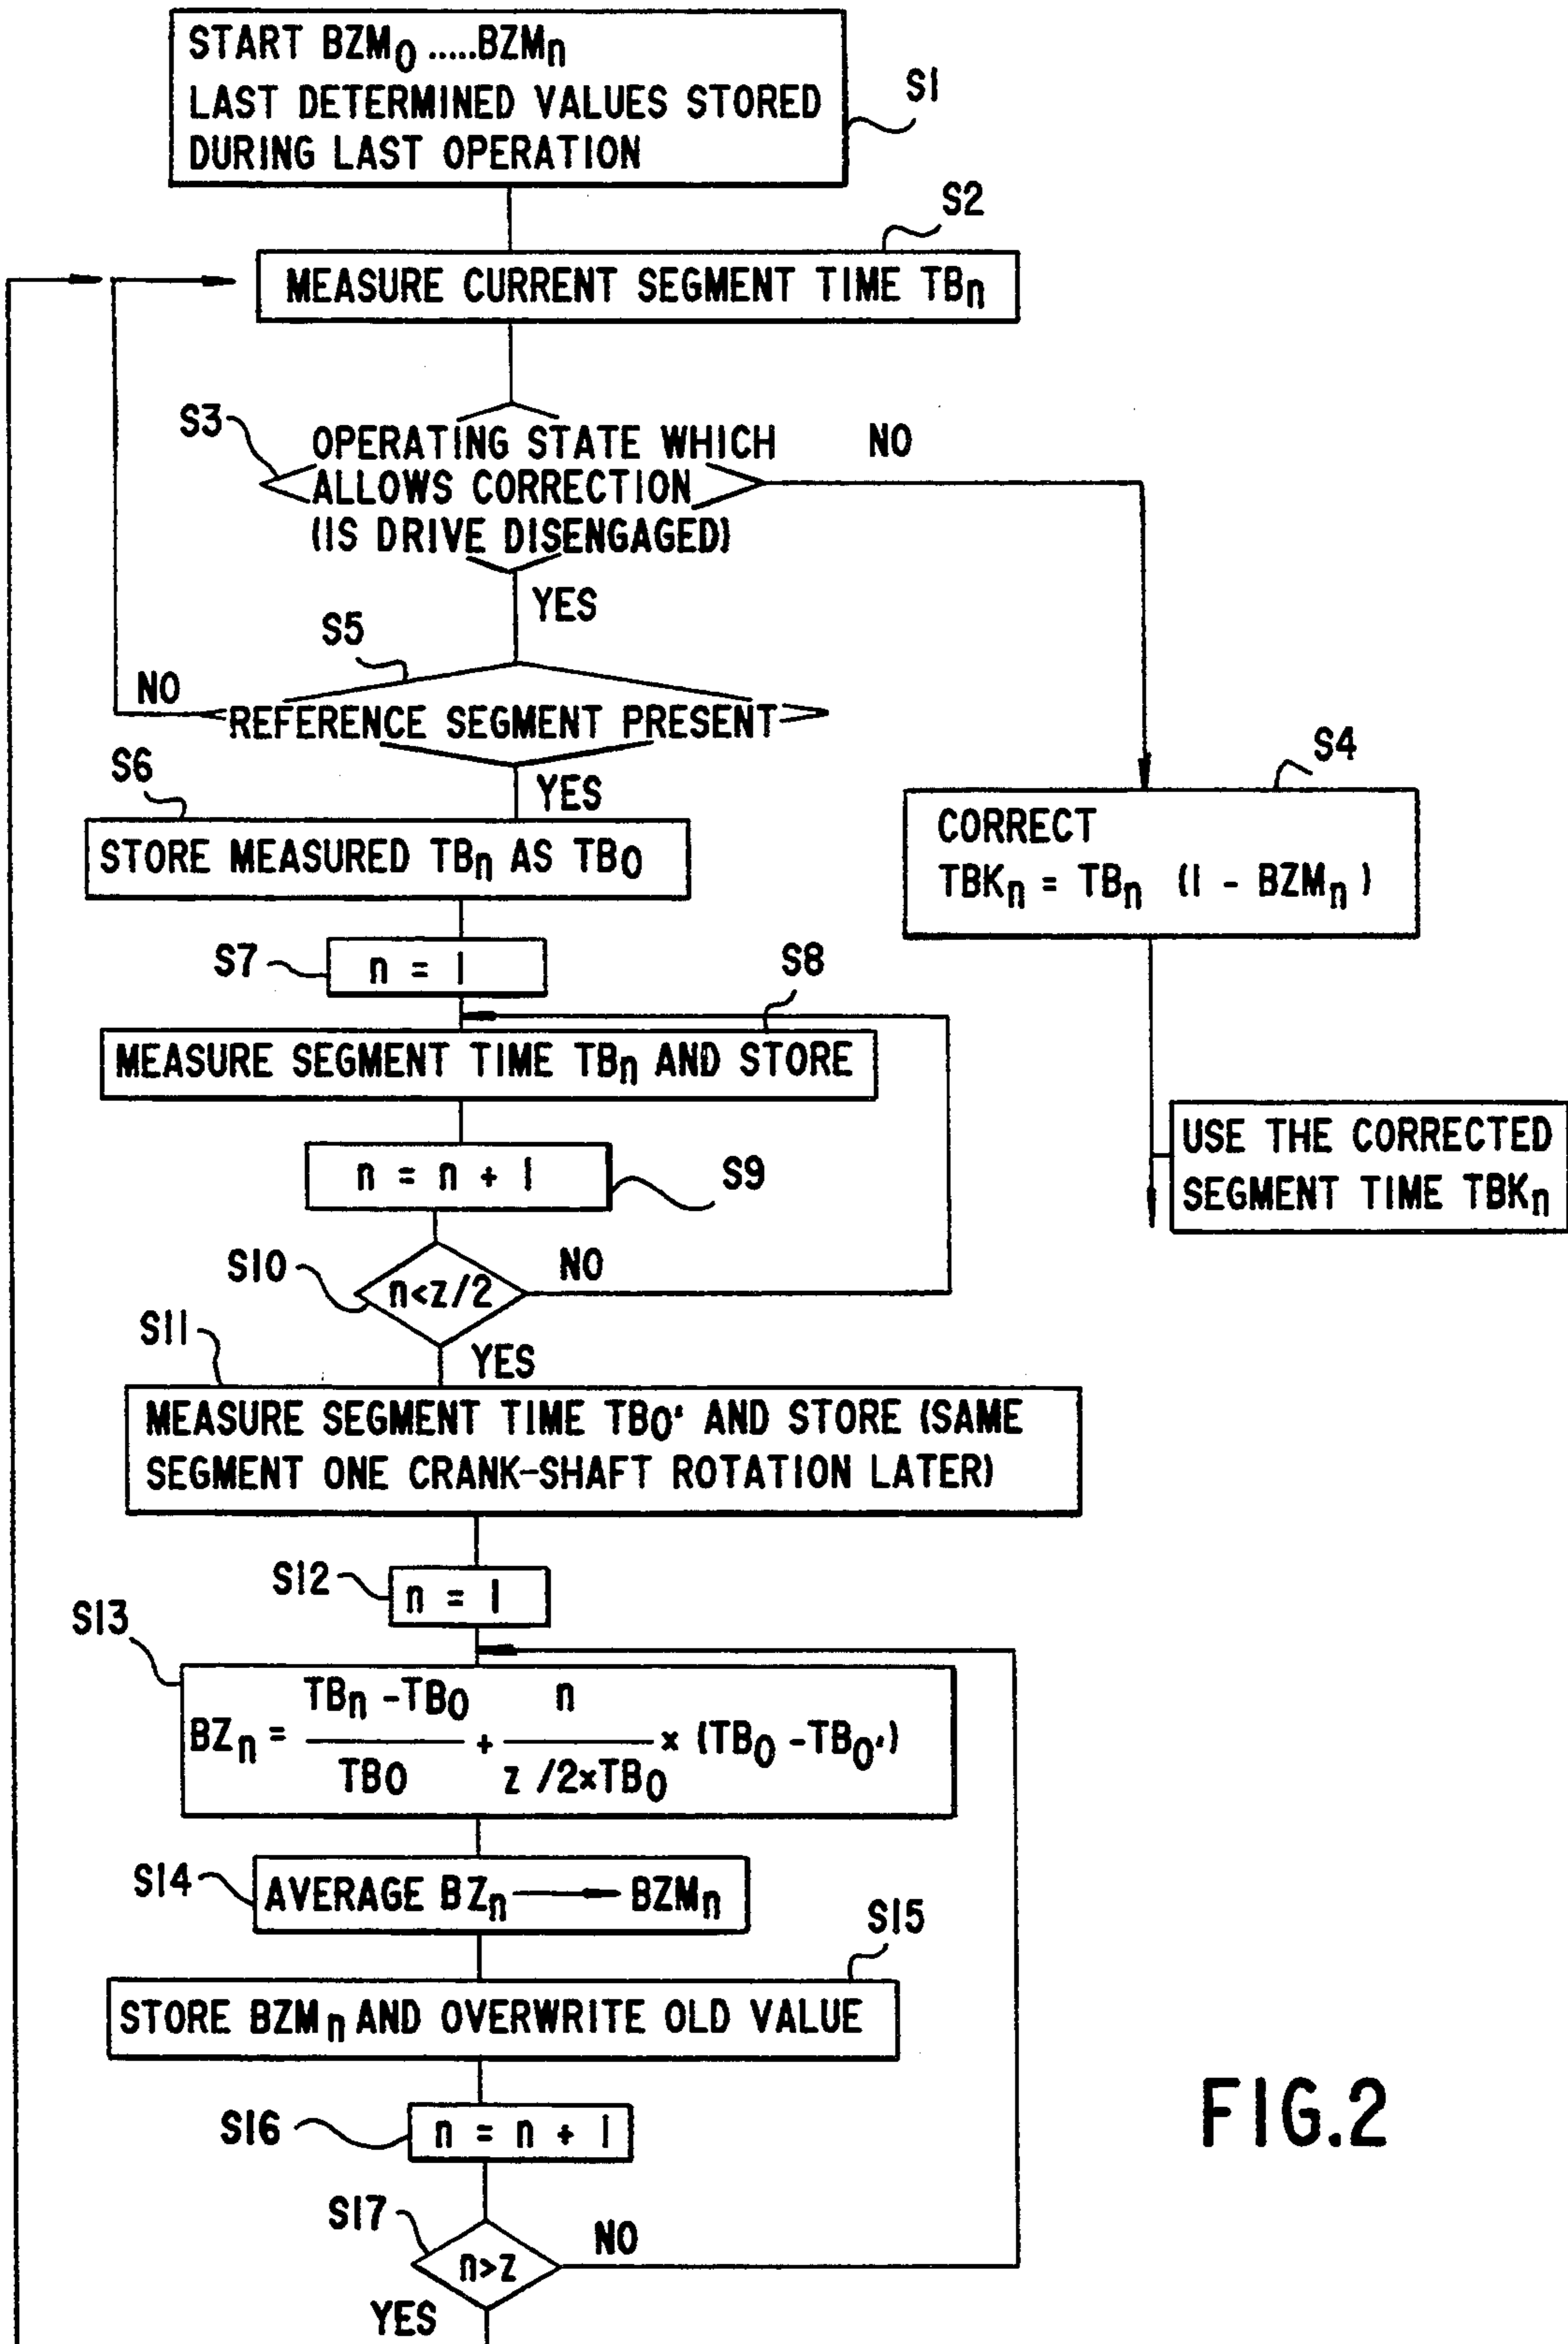 START BZM0 .....BZMn
LAST DETERMINED VALUES STORED
DURING LAST OPERATION
S1
S2
MEASURE CURRENT SEGMENT TIME TBn
S3
OPERATING STATE WHICH
ALLOWS CORRECTION
(IS DRIVE DISENGAGED)
NO
YES
S5
NO
REFERENCE SEGMENT PRESENT
YES
S4
CORRECT
TBKn = TBn (1 - BZMn )
S6
STORE MEASURED TBn AS TB0
S7
n = 1
S8
MEASURE SEGMENT TIME TBn AND STORE
USE THE CORRECTED
SEGMENT TIME TBKn
n = n + 1
S9
S10
n<z/2
NO
YES
S11
MEASURE SEGMENT TIME TB0' AND STORE (SAME
SEGMENT ONE CRANK-SHAFT ROTATION LATER)
S12
n = 1
S13
TBn -TB0 n
BZn = + × (TB0 -TB0')
TB0 z /2×TB0
S14
AVERAGE BZn → BZMn
S15
STORE BZMn AND OVERWRITE OLD VALUE
S16
n = n + 1
S17
n>z
NO
YES
FIG.2